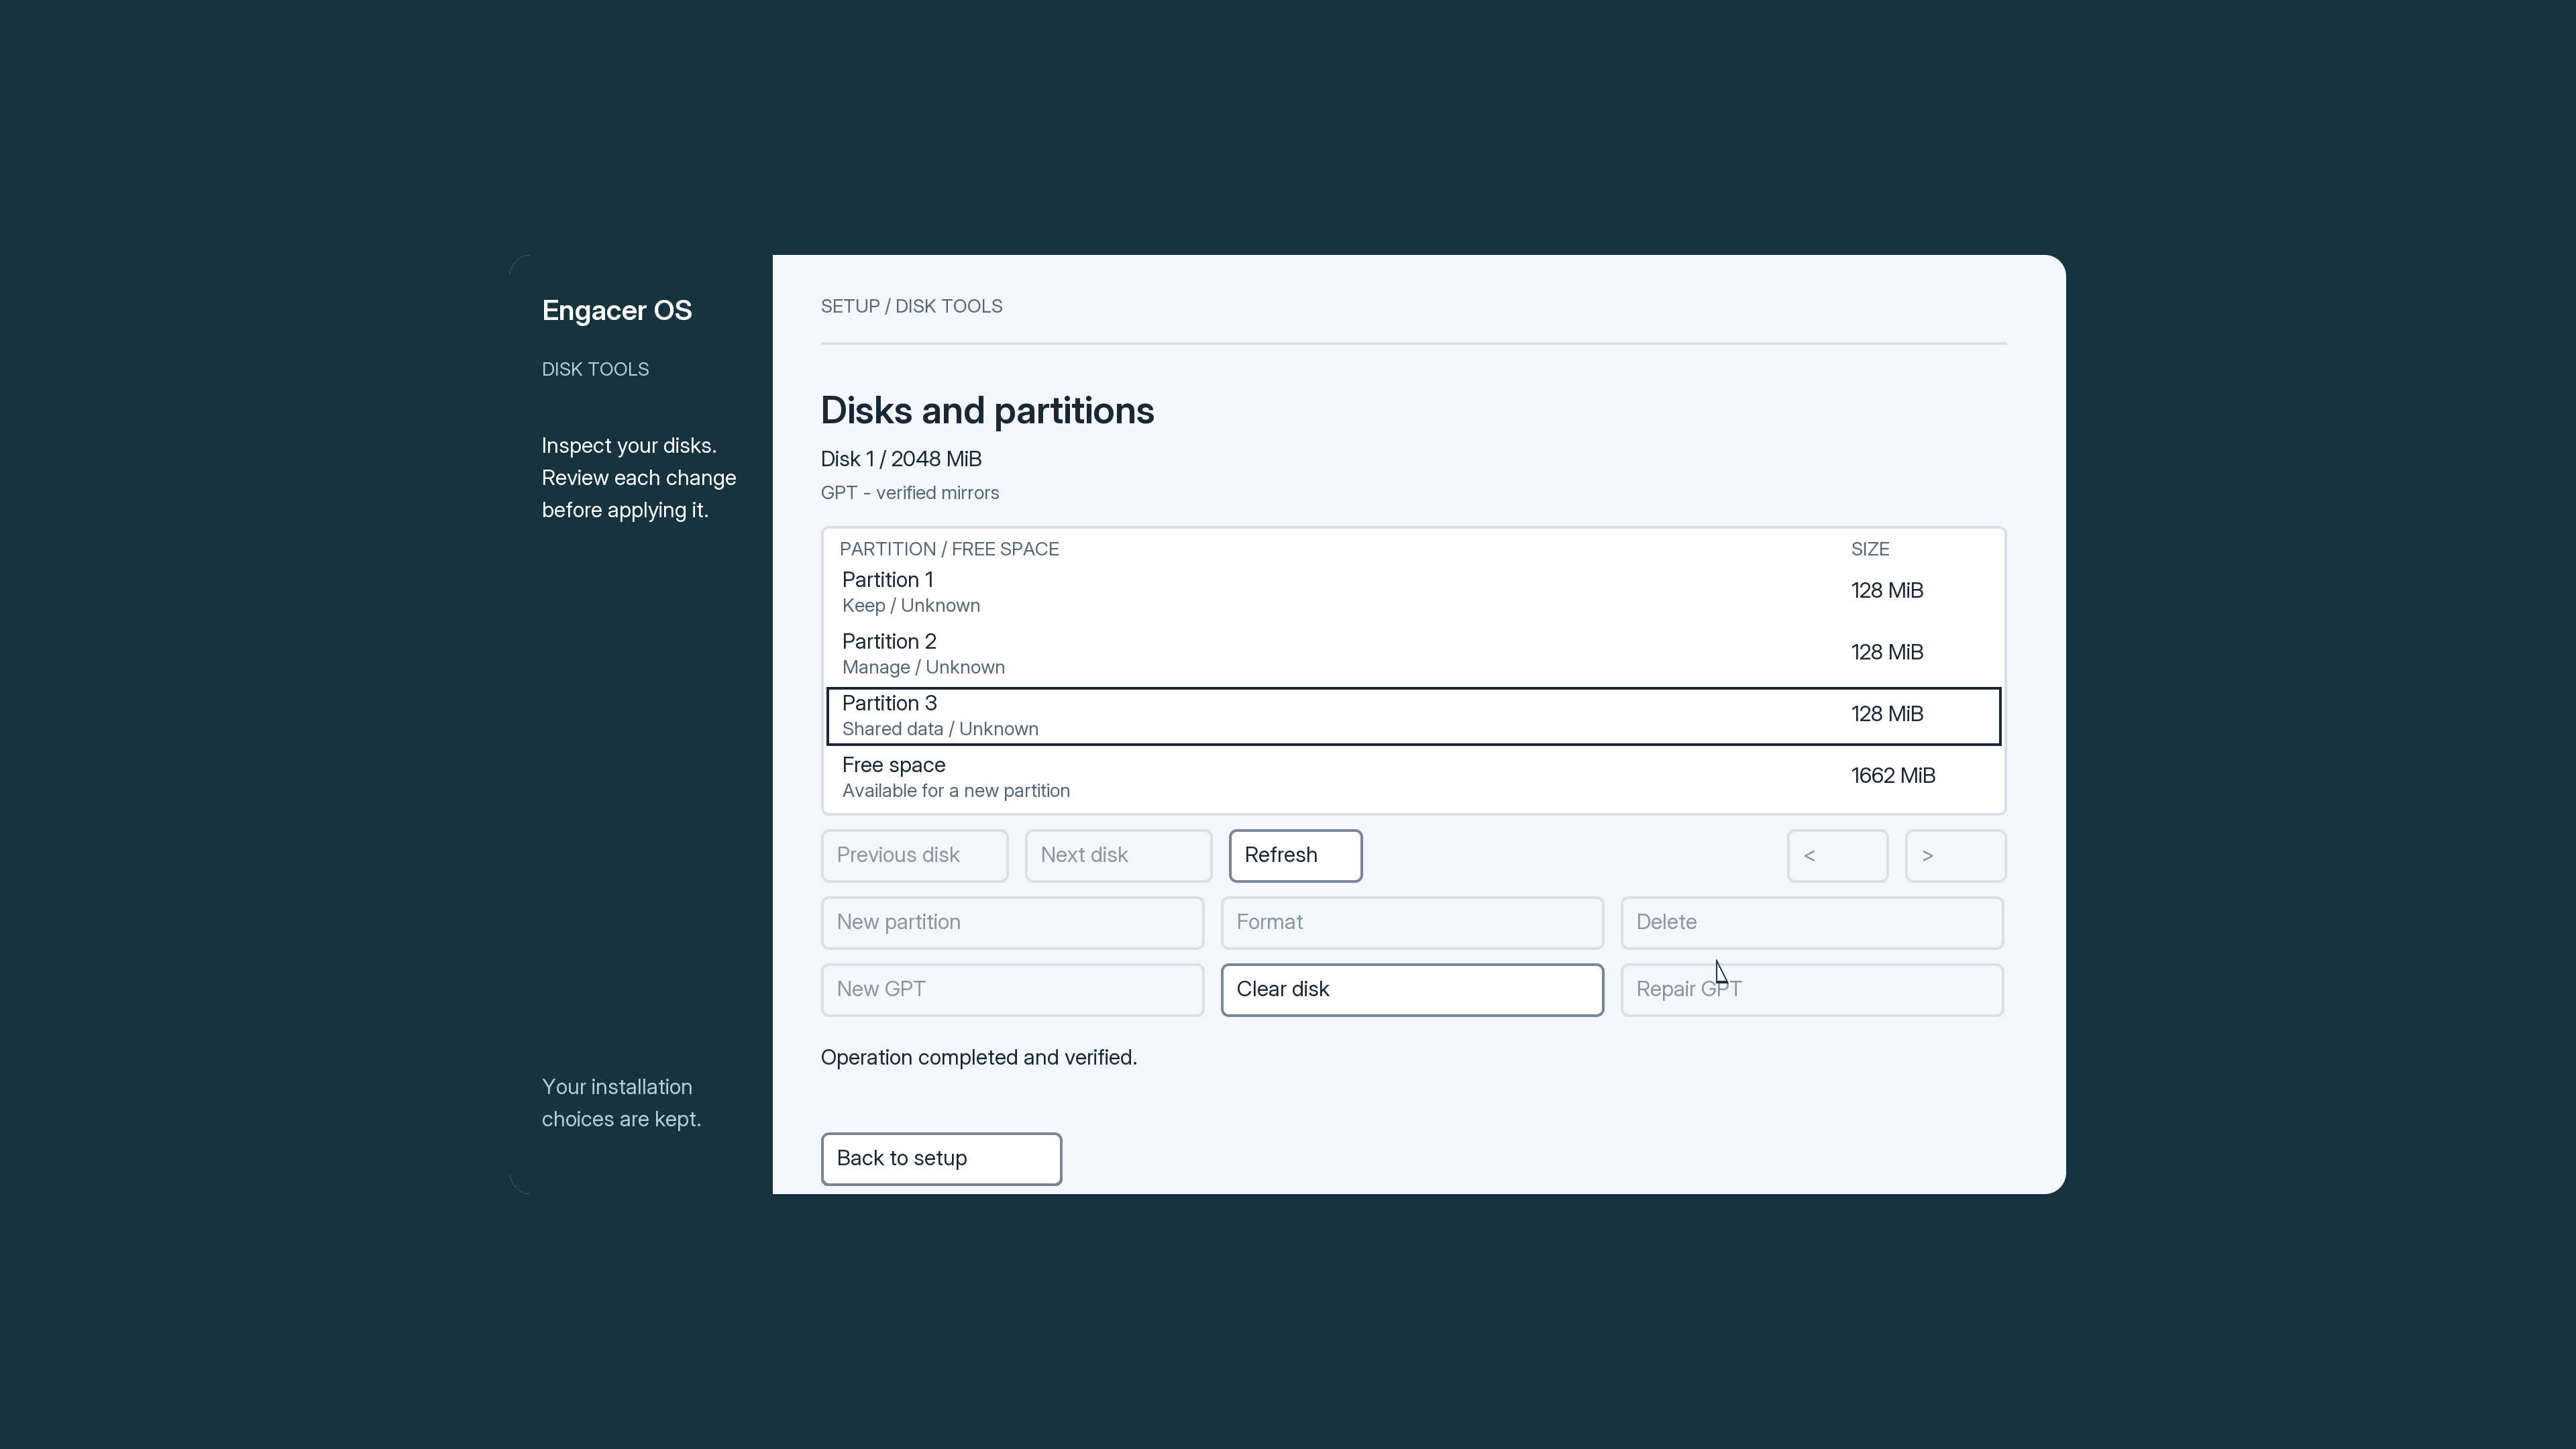 Engacer OS
DISK TOOLS
Inspect your disks.
Review each change
before applying it.
Your installation
choices are kept.
SETUP / DISK TOOLS
Disks and partitions
Disk 1 / 2048 MiB
GPT - verified mirrors
PARTITION / FREE SPACE SIZE
Partition 1
Keep / Unknown
128 MiB
Partition 2
Manage / Unknown
128 MiB
Partition 3
Shared data / Unknown
128 MiB
Free space
Available for a new partition
1662 MiB
Previous disk Next disk Refresh < >
New partition Format Delete
New GPT Clear disk Repair GPT
Operation completed and verified.
Back to setup